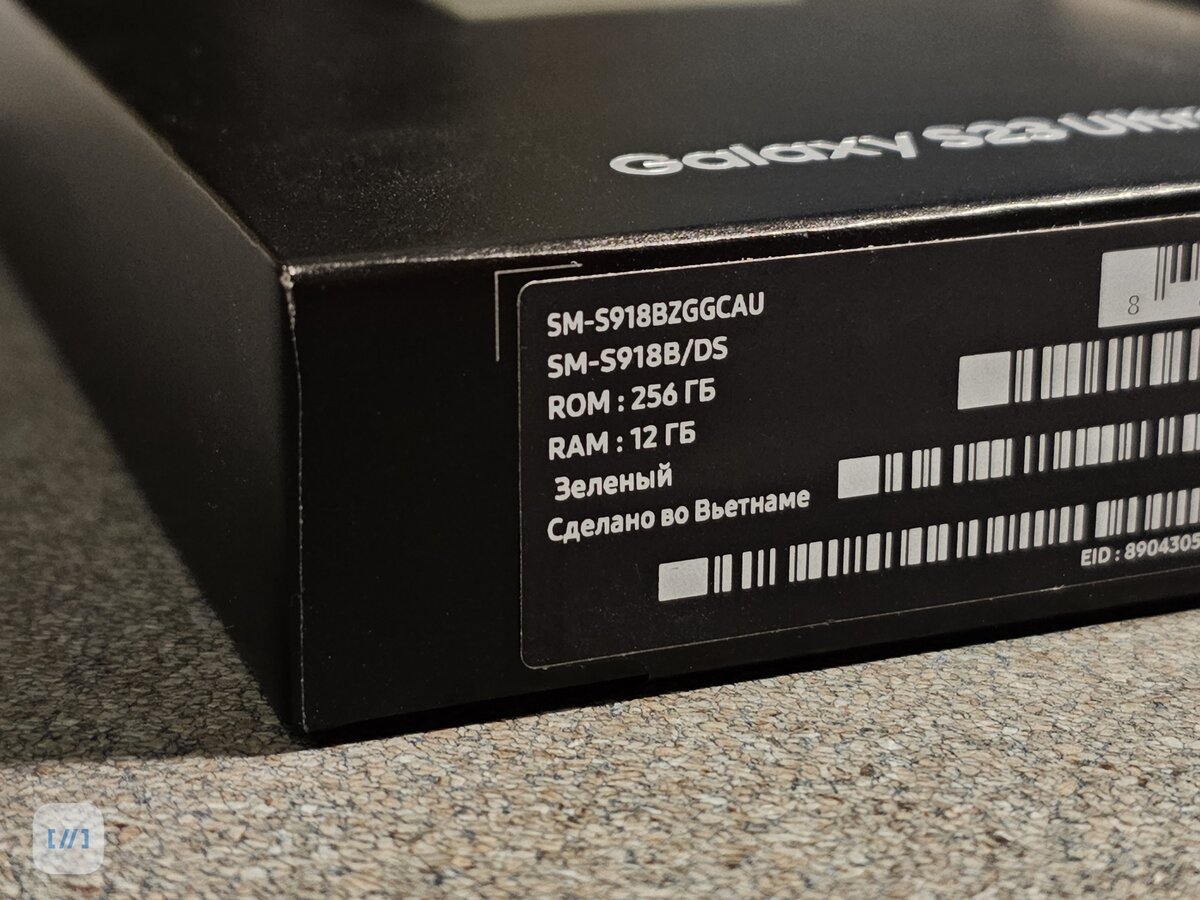 Galaxy S23 Ultra
SM-S918BZGGCAU
SM-S918B/DS
ROM : 256 ГБ
RAM : 12 ГБ
Зеленый
Сделано во Вьетнаме
8
EID : 8904305
[//]